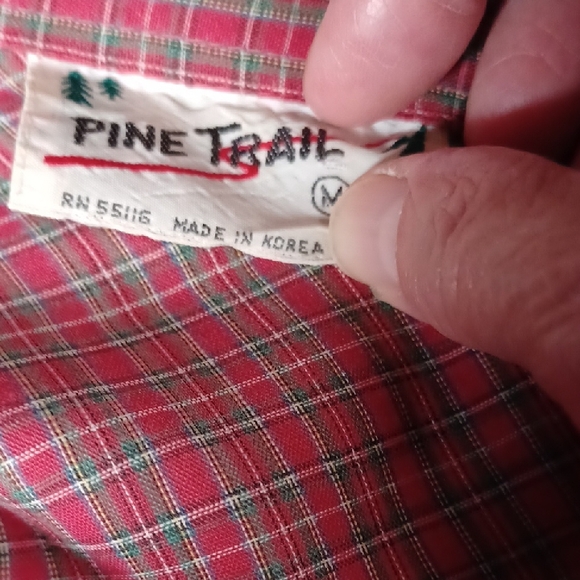 PINE TRAIL
M
RN 55116 MADE IN KOREA